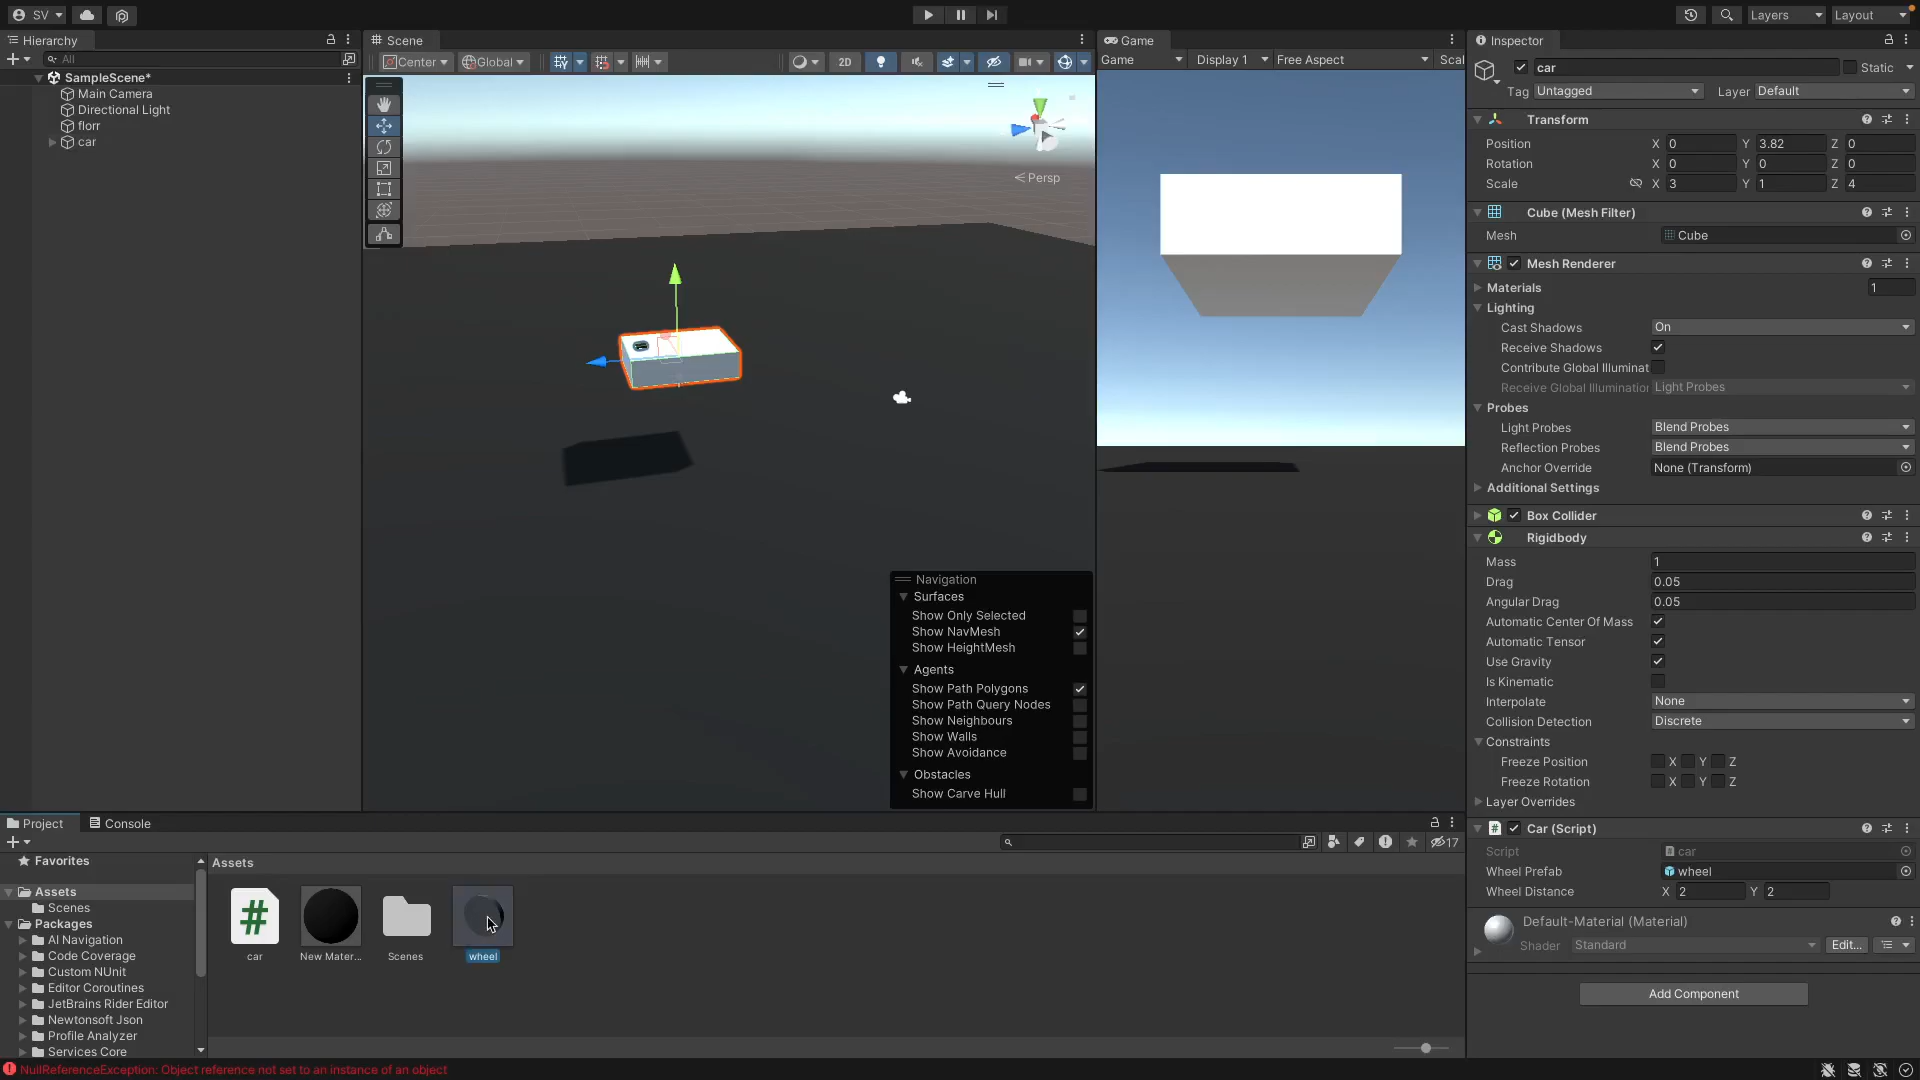 SV
Layers
Layout
Hierarchy
All
SampleScene*
Main Camera
Directional Light
florr
car
Scene
Center
Global
2D
Persp
Navigation
Surfaces
Show Only Selected
Show NavMesh
Show HeightMesh
Agents
Show Path Polygons
Show Path Query Nodes
Show Neighbours
Show Walls
Show Avoidance
Obstacles
Show Carve Hull
Game
Game Display 1 Free Aspect Scal
Inspector
car Static
Tag Untagged Layer Default
Transform
Position X 0 Y 3.82 Z 0
Rotation X 0 Y 0 Z 0
Scale X 3 Y 1 Z 4
Cube (Mesh Filter)
Mesh Cube
Mesh Renderer
Materials 1
Lighting
Cast Shadows On
Receive Shadows
Contribute Global Illuminat
Receive Global Illumination Light Probes
Probes
Light Probes Blend Probes
Reflection Probes Blend Probes
Anchor Override None (Transform)
Additional Settings
Box Collider
Rigidbody
Mass 1
Drag 0.05
Angular Drag 0.05
Automatic Center Of Mass
Automatic Tensor
Use Gravity
Is Kinematic
Interpolate None
Collision Detection Discrete
Constraints
Freeze Position X Y Z
Freeze Rotation X Y Z
Layer Overrides
# Car (Script)
Script car
Wheel Prefab wheel
Wheel Distance X 2 Y 2
Default-Material (Material)
Shader Standard Edit...
Add Component
Project Console
17
Favorites
Assets
Scenes
Packages
AI Navigation
Code Coverage
Custom NUnit
Editor Coroutines
JetBrains Rider Editor
Newtonsoft Json
Profile Analyzer
Services Core
Assets
#
car New Mater... Scenes wheel
NullReferenceException: Object reference not set to an instance of an object